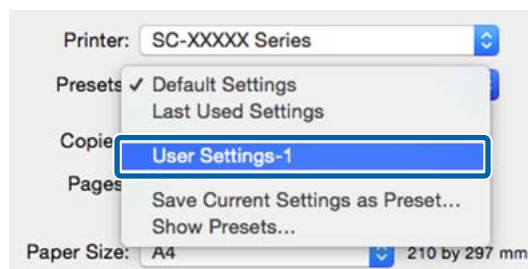 Printer: SC-XXXXX Series
Presets ✓ Default Settings
Last Used Settings
Copie
User Settings-1
Pages
Save Current Settings as Preset...
Show Presets...
Paper Size: A4 210 by 297 mm